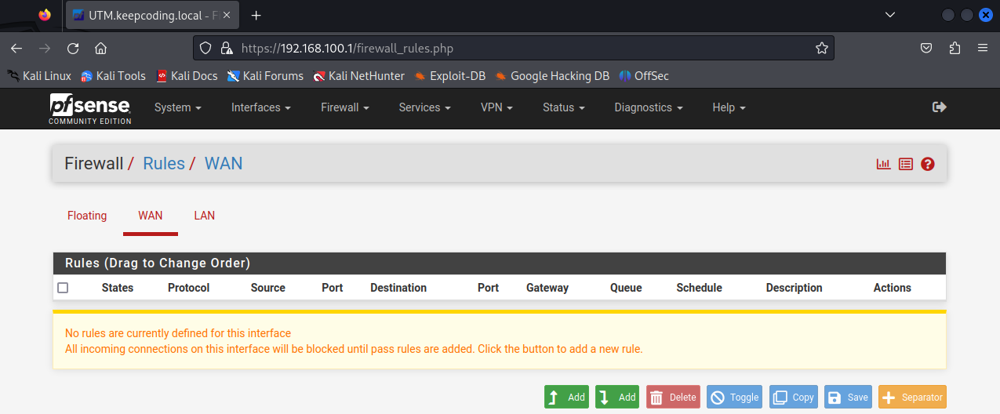 UTM.keepcoding.local - F
https://192.168.100.1/firewall_rules.php
Kali Linux Kali Tools Kali Docs Kali Forums Kali NetHunter Exploit-DB Google Hacking DB OffSec
pfsense System Interfaces Firewall Services VPN Status Diagnostics Help
COMMUNITY EDITION
Firewall / Rules / WAN
Floating WAN LAN
Rules (Drag to Change Order)
States Protocol Source Port Destination Port Gateway Queue Schedule Description Actions
No rules are currently defined for this interface
All incoming connections on this interface will be blocked until pass rules are added. Click the button to add a new rule.
Add Add Delete Toggle Copy Save Separator